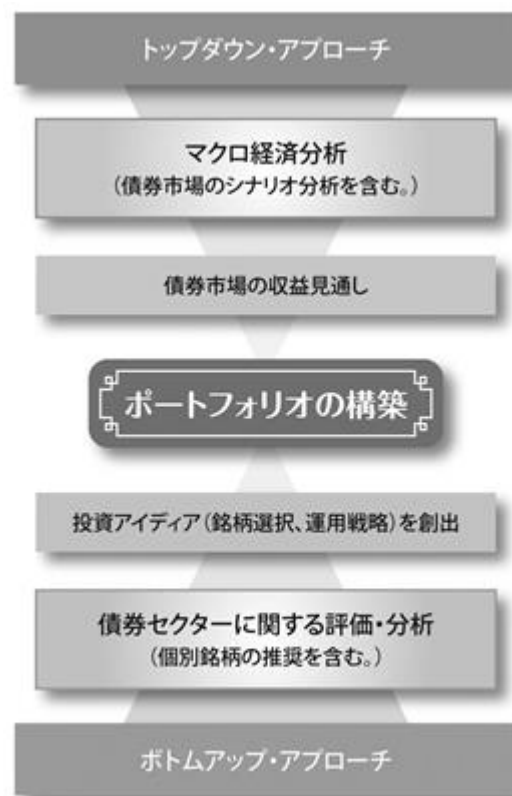 トップダウン・アプローチ
マクロ経済分析
（債券市場のシナリオ分析を含む。）
債券市場の収益見通し
ポートフォリオの構築
投資アイディア（銘柄選択、運用戦略）を創出
債券セクターに関する評価・分析
（個別銘柄の推奨を含む。）
ボトムアップ・アプローチ